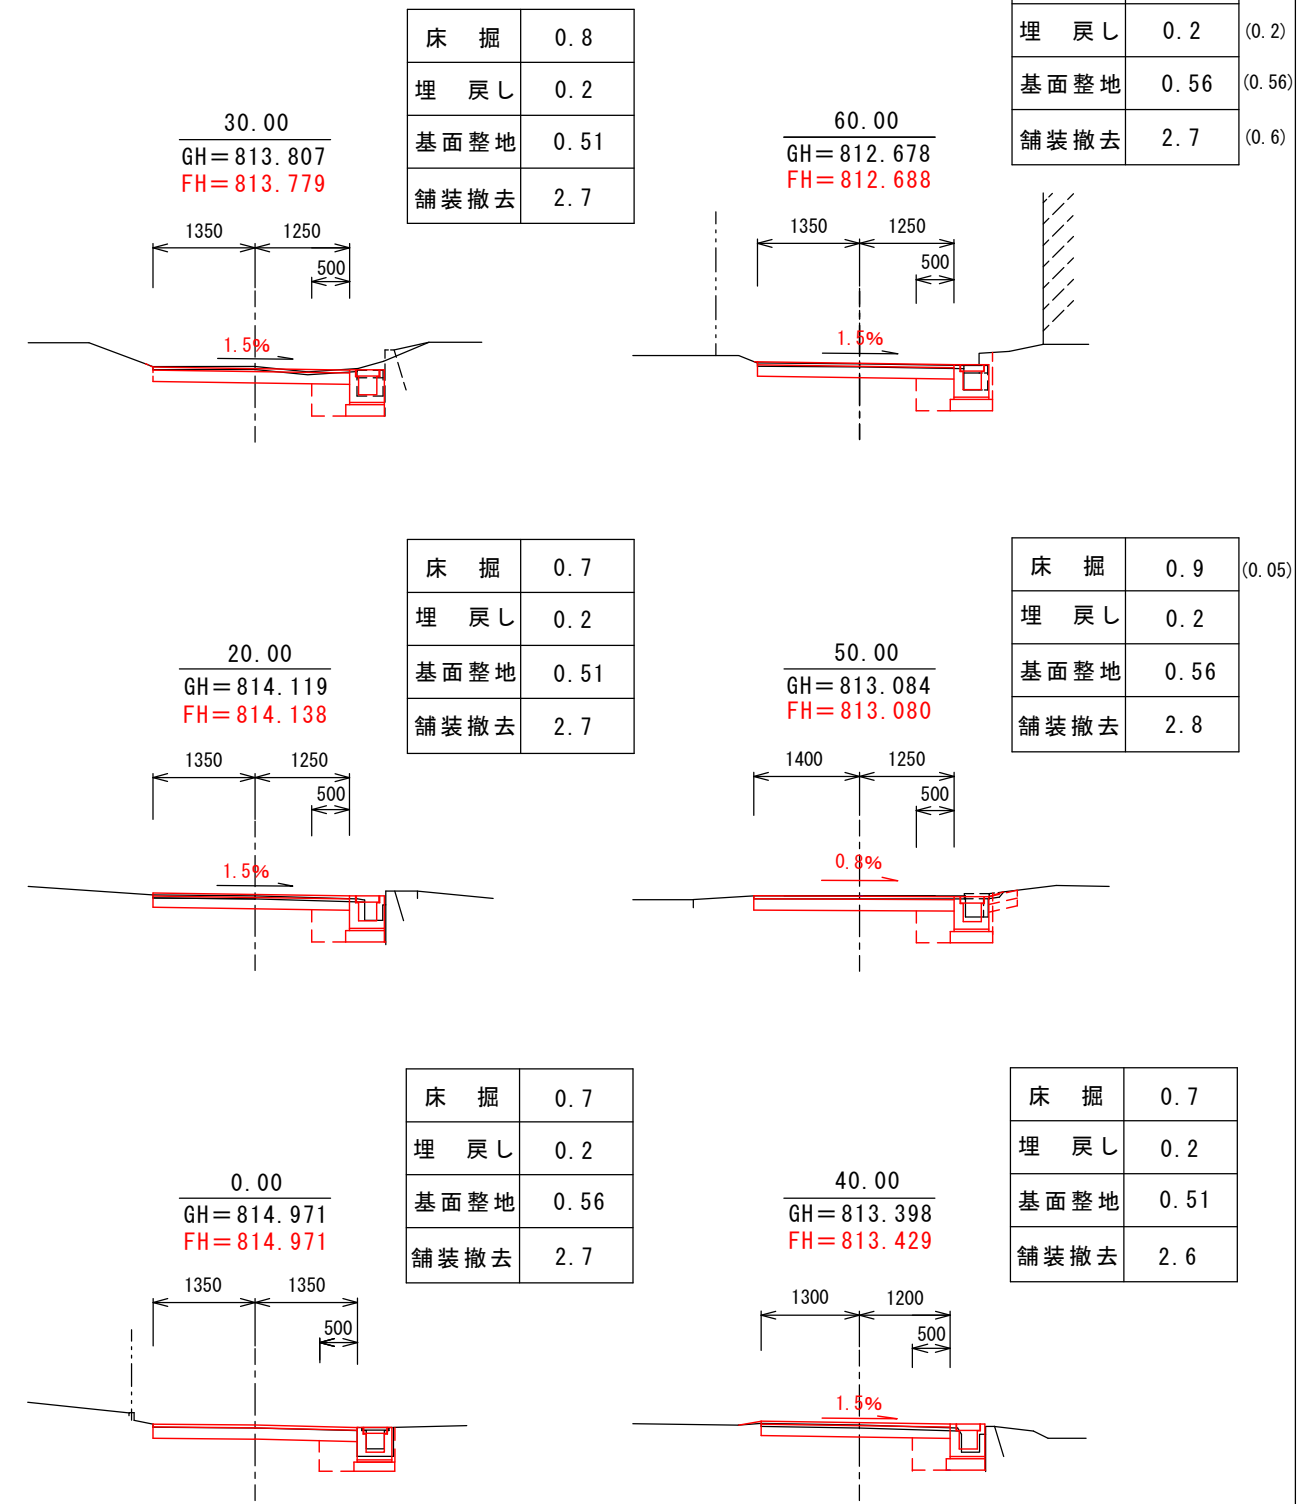 床　掘 0.8
埋　戻し 0.2
基面整地 0.51
舗装撤去 2.7
30.00
GH=813.807
FH=813.779
1350 1250
500
1.5%
埋　戻し 0.2 (0.2)
基面整地 0.56 (0.56)
舗装撤去 2.7 (0.6)
60.00
GH=812.678
FH=812.688
1350 1250
500
1.5%
床　掘 0.7
埋　戻し 0.2
基面整地 0.51
舗装撤去 2.7
20.00
GH=814.119
FH=814.138
1350 1250
500
1.5%
床　掘 0.9 (0.05)
埋　戻し 0.2
基面整地 0.56
舗装撤去 2.8
50.00
GH=813.084
FH=813.080
1400 1250
500
0.8%
床　掘 0.7
埋　戻し 0.2
基面整地 0.56
舗装撤去 2.7
0.00
GH=814.971
FH=814.971
1350 1350
500
床　掘 0.7
埋　戻し 0.2
基面整地 0.51
舗装撤去 2.6
40.00
GH=813.398
FH=813.429
1300 1200
500
1.5%